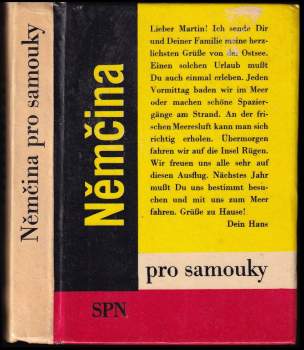 Němčina pro samouky
Němčina
Lieber Martin! Ich sende Dir
und Deiner Familie meine herz-
lichsten Grüße von der Ostsee.
Einen solchen Urlaub mußt
Du auch einmal erleben. Jeden
Vormittag baden wir im Meer
oder machen schöne Spazier-
gänge am Strand. An der fri-
schen Meeresluft kann man sich
richtig erholen. Übermorgen
fahren wir auf die Insel Rügen.
Wir freuen uns alle sehr auf
diesen Ausflug. Nächstes Jahr
mußt Du uns bestimmt besu-
chen und mit uns zum Meer
fahren. Grüße zu Hause!
Dein Hans
pro samouky
SPN